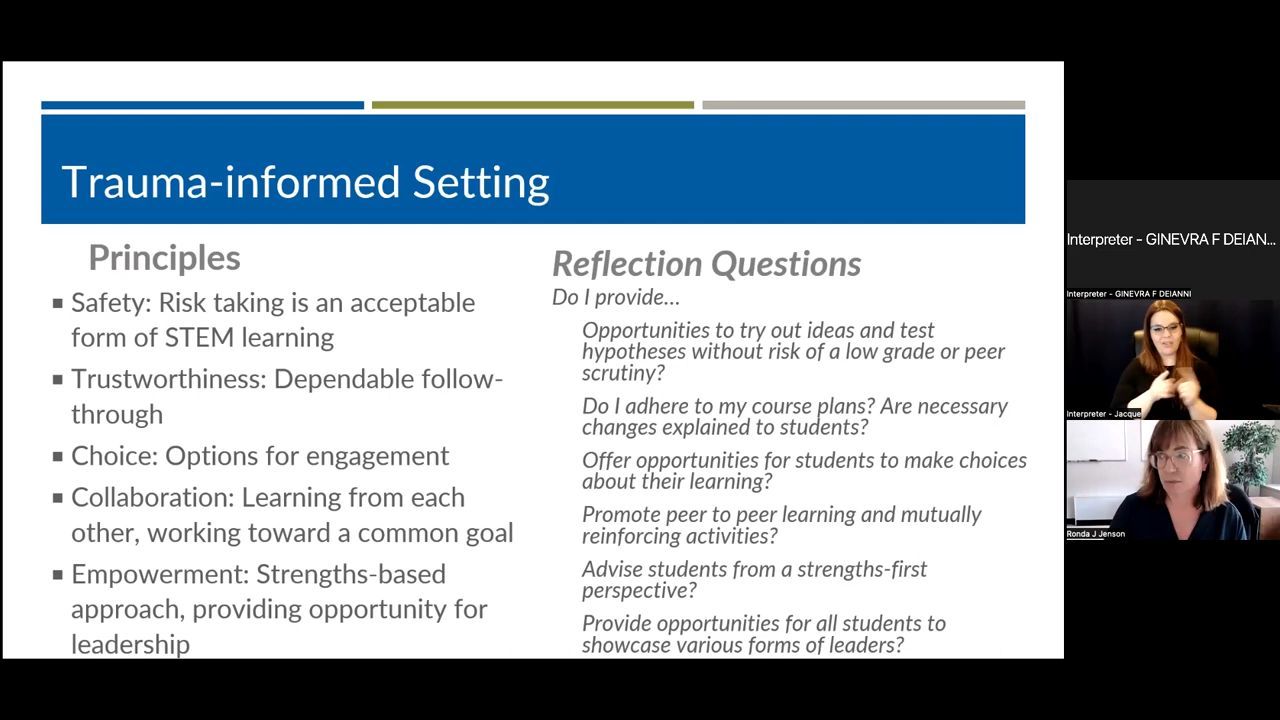 Trauma-informed Setting
Principles
▪ Safety: Risk taking is an acceptable
form of STEM learning
▪ Trustworthiness: Dependable follow-
through
▪ Choice: Options for engagement
▪ Collaboration: Learning from each
other, working toward a common goal
▪ Empowerment: Strengths-based
approach, providing opportunity for
leadership
Reflection Questions
Do I provide...
Opportunities to try out ideas and test
hypotheses without risk of a low grade or peer
scrutiny?
Do I adhere to my course plans? Are necessary
changes explained to students?
Offer opportunities for students to make choices
about their learning?
Promote peer to peer learning and mutually
reinforcing activities?
Advise students from a strengths-first
perspective?
Provide opportunities for all students to
showcase various forms of leaders?
Interpreter - GINEVRA F DEIAN...
Interpreter - GINEVRA F DEIANNI
Interpreter - Jacque
Ronda J Jenson